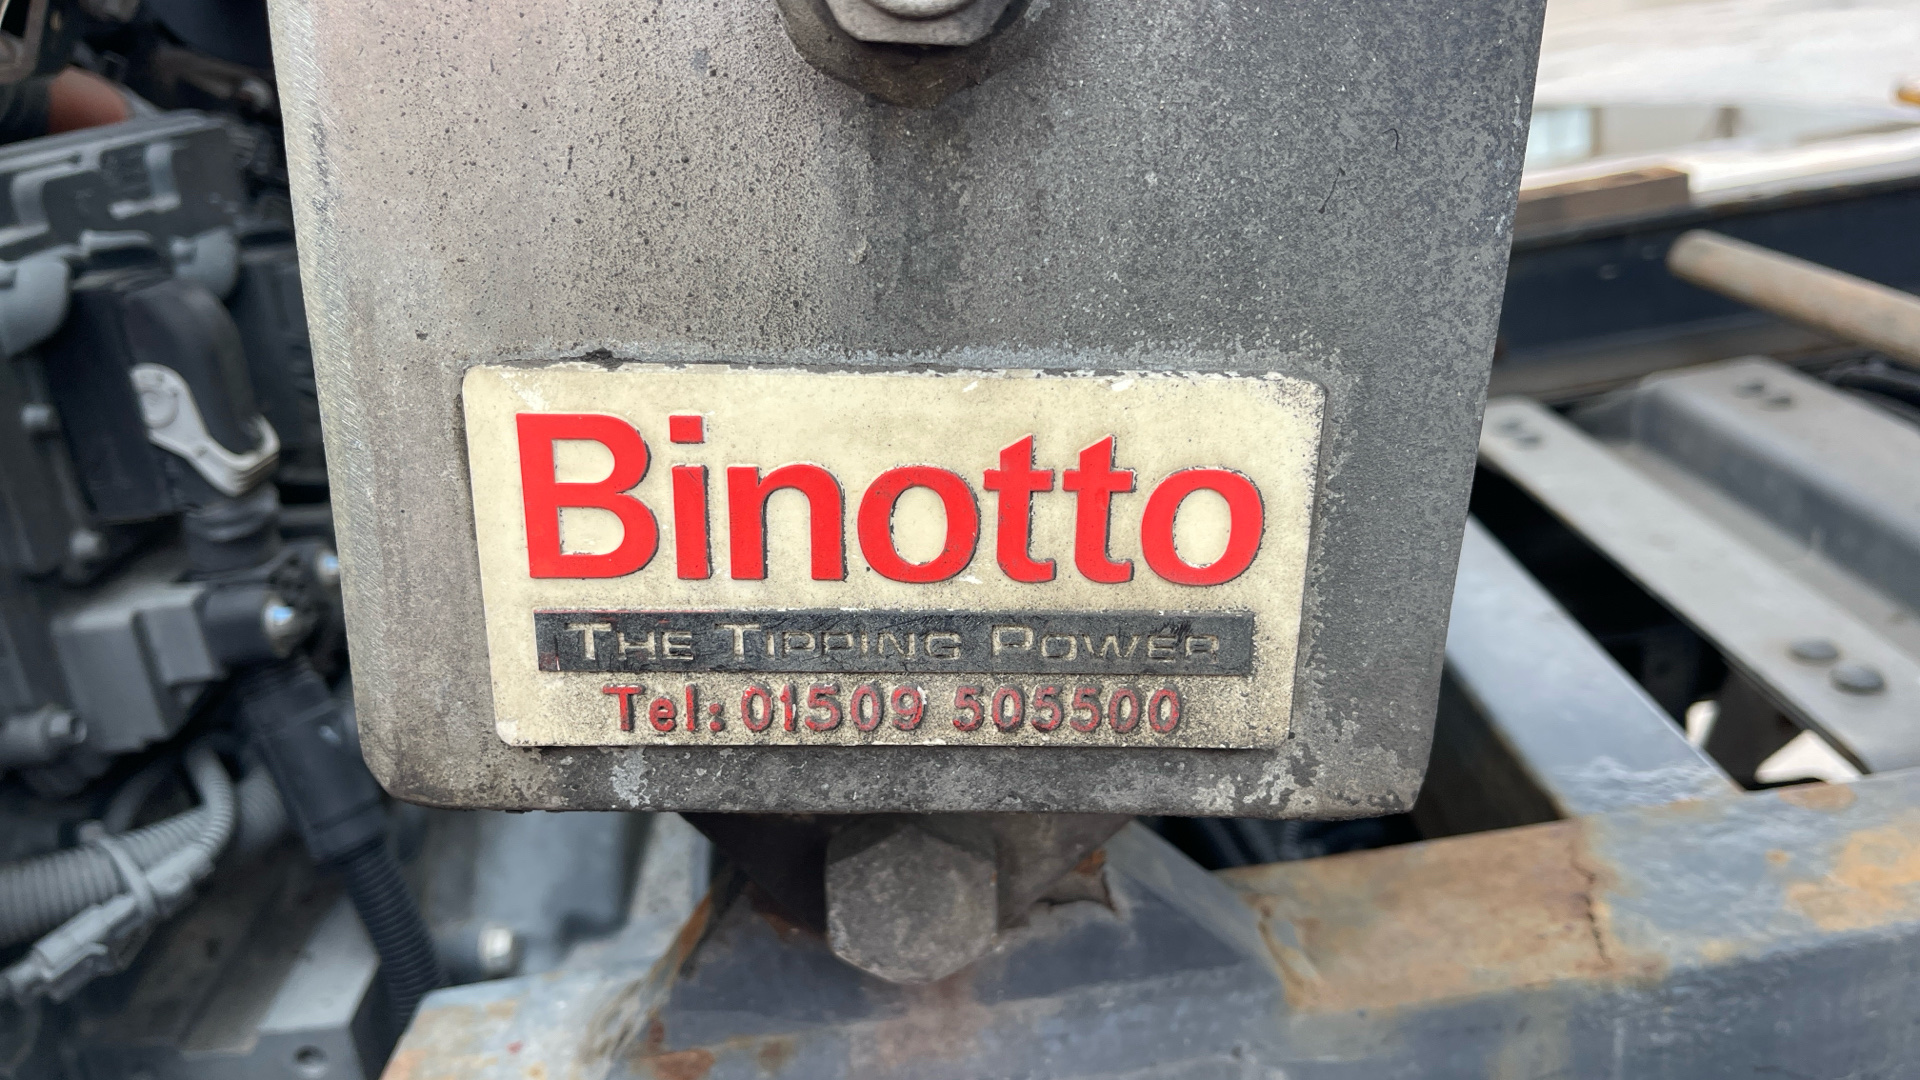 Binotto
THE TIPPING POWER
Tel: 01509 505500